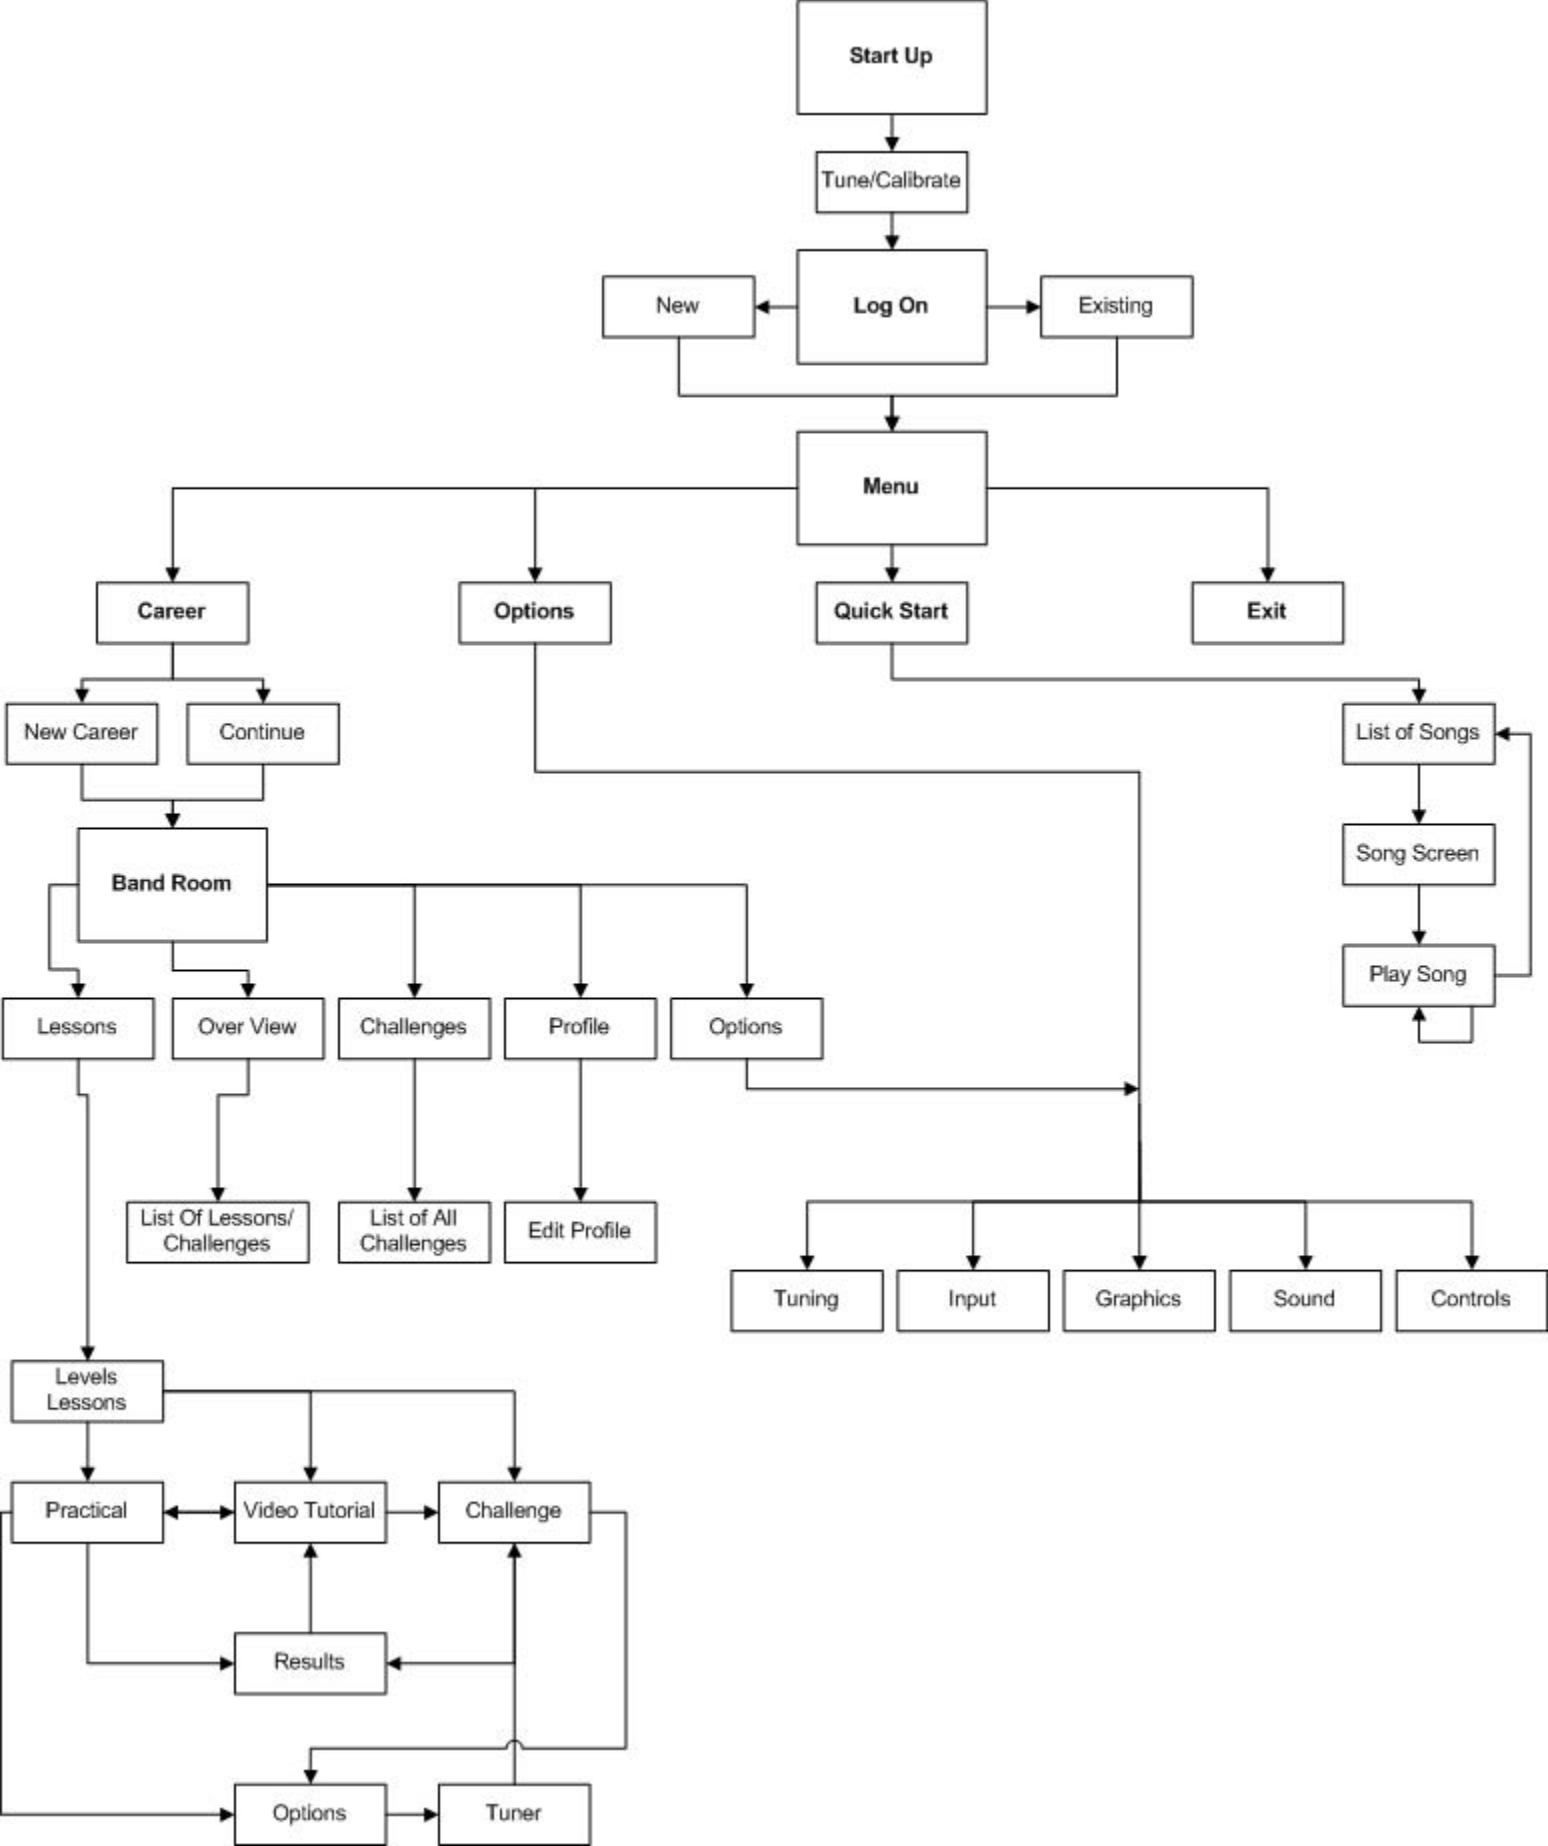 Start Up
Tune/Calibrate
New
Log On
Existing
Menu
Career
Options
Quick Start
Exit
New Career
Continue
List of Songs
Band Room
Song Screen
Play Song
Lessons
Over View
Challenges
Profile
Options
List Of Lessons/
Challenges
List of All
Challenges
Edit Profile
Tuning
Input
Graphics
Sound
Controls
Levels
Lessons
Practical
Video Tutorial
Challenge
Results
Options
Tuner